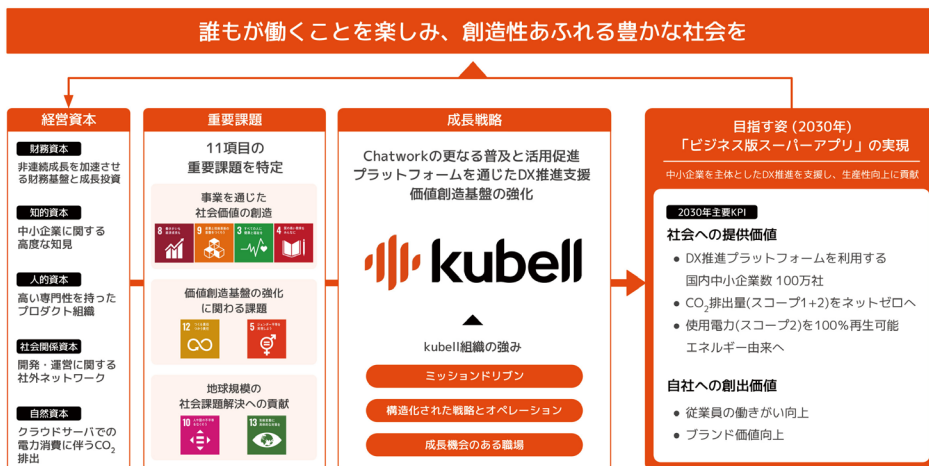 誰もが働くことを楽しみ、創造性あふれる豊かな社会を
経営資本
財務資本
非連続成長を加速させ
る財務基盤と成長投資
知的資本
中小企業に関する
高度な知見
人的資本
高い専門性を持った
プロダクト組織
社会関係資本
開発・運営に関する
社外ネットワーク
自然資本
クラウドサーバでの
電力消費に伴うCO2
排出
重要課題
11項目の
重要課題を特定
事業を通じた
社会価値の創造
8
9
3
4
価値創造基盤の強化
に関わる課題
12
5
地球規模の
社会課題解決への貢献
10
13
成長戦略
Chatworkの更なる普及と活用促進
プラットフォームを通じたDX推進支援
価値創造基盤の強化
kubell
kubell組織の強み
ミッションドリブン
構造化された戦略とオペレーション
成長機会のある職場
目指す姿 (2030年)
「ビジネス版スーパーアプリ」の実現
中小企業を主体としたDX推進を支援し、生産性向上に貢献
2030年主要KPI
社会への提供価値
● DX推進プラットフォームを利用する
国内中小企業数 100万社
● CO2排出量(スコープ1+2)をネットゼロへ
● 使用電力(スコープ2)を100%再生可能
エネルギー由来へ
自社への創出価値
● 従業員の働きがい向上
● ブランド価値向上